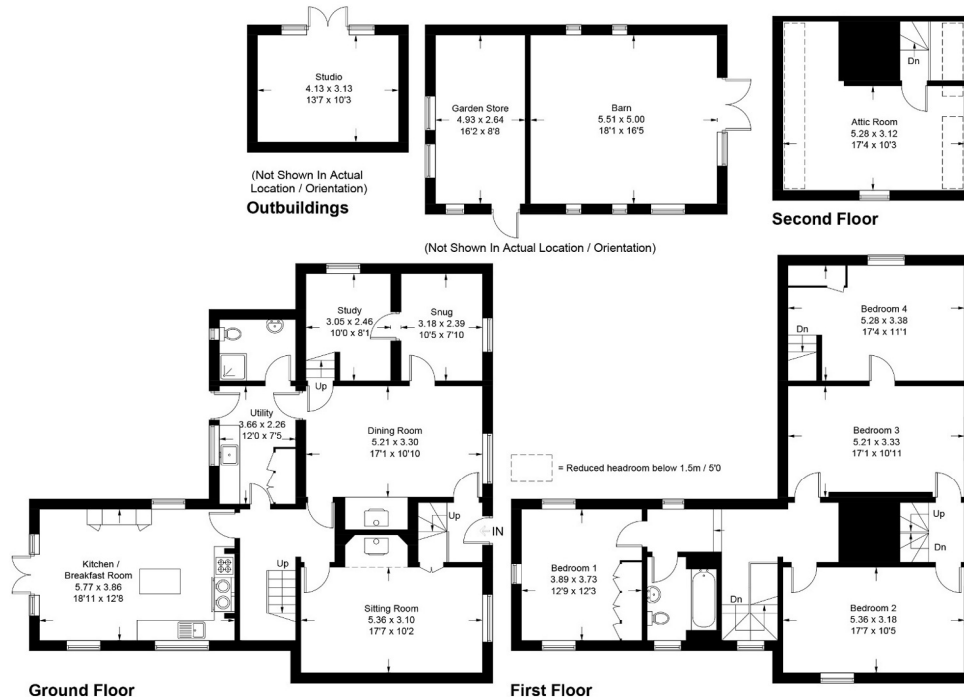 Studio
4.13 x 3.13
13'7 x 10'3
(Not Shown In Actual
Location / Orientation)
Outbuildings
Garden Store
4.93 x 2.64
16'2 x 8'8
Barn
5.51 x 5.00
18'1 x 16'5
(Not Shown In Actual Location / Orientation)
Dn
Attic Room
5.28 x 3.12
17'4 x 10'3
Second Floor
Study
3.05 x 2.46
10'0 x 8'1
Snug
3.18 x 2.39
10'5 x 7'10
Up
Utility
3.66 x 2.26
12'0 x 7'5
Dining Room
5.21 x 3.30
17'1 x 10'10
Up
IN
Kitchen /
Breakfast Room
5.77 x 3.86
18'11 x 12'8
Up
Sitting Room
5.36 x 3.10
17'7 x 10'2
Ground Floor
= Reduced headroom below 1.5m / 5'0
Dn
Bedroom 4
5.28 x 3.38
17'4 x 11'1
Bedroom 3
5.21 x 3.33
17'1 x 10'11
Up
Dn
Bedroom 1
3.89 x 3.73
12'9 x 12'3
Dn
Bedroom 2
5.36 x 3.18
17'7 x 10'5
First Floor